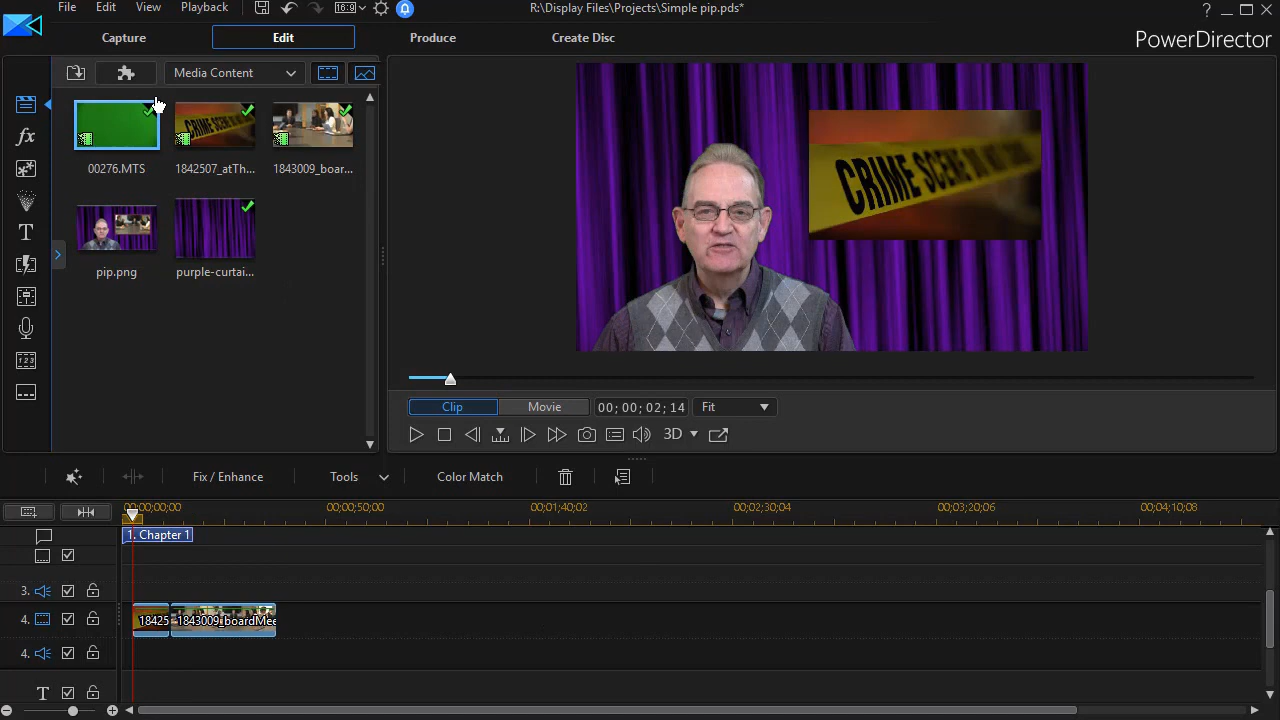 File Edit View Playback 16:9 R:\Display Files\Projects\Simple pip.pds* ?
Capture Edit Produce Create Disc PowerDirector
Media Content
00276.MTS 1842507_atTh... 1843009_boar...
pip.png purple-curtai...
CRIME SCENE DO NOT
fx
T
123
Clip Movie 00; 00; 02; 14 Fit
3D
Fix / Enhance Tools Color Match
00;00;00;00 00;00;50;00 00;01;40;02 00;02;30;04 00;03;20;06 00;04;10;08
1. Chapter 1
3.
4. 18425 1843009_boardMee
4.
T